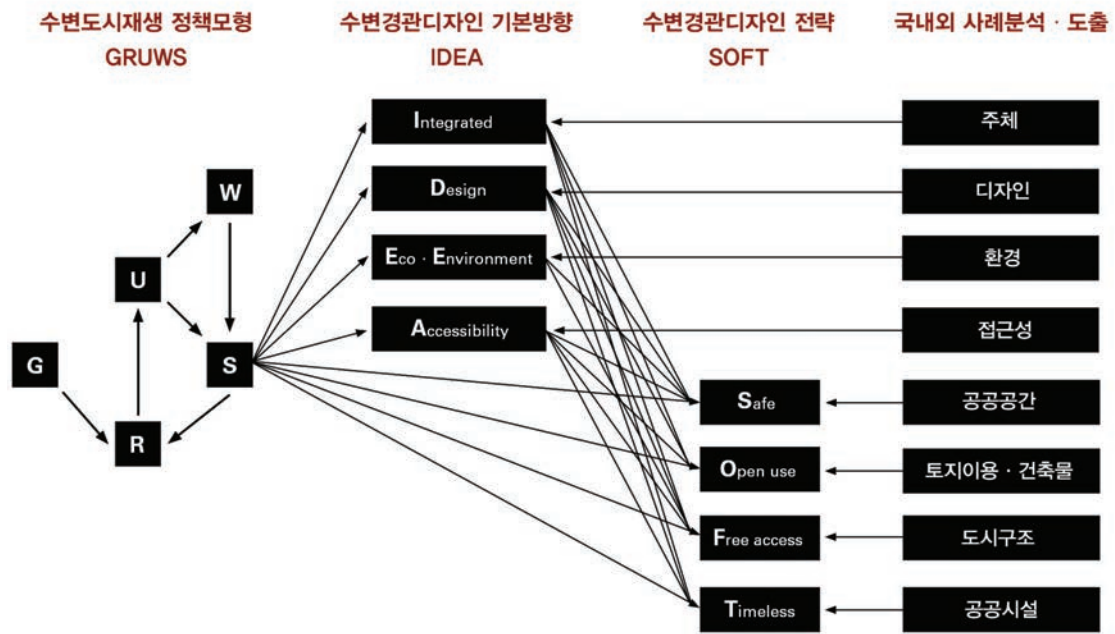 수변도시재생 정책모형
GRUWS
수변경관디자인 기본방향
IDEA
수변경관디자인 전략
SOFT
국내외 사례분석 · 도출
W
U
G
S
R
Integrated
Design
Eco · Environment
Accessibility
Safe
Open use
Free access
Timeless
주체
디자인
환경
접근성
공공공간
토지이용 · 건축물
도시구조
공공시설